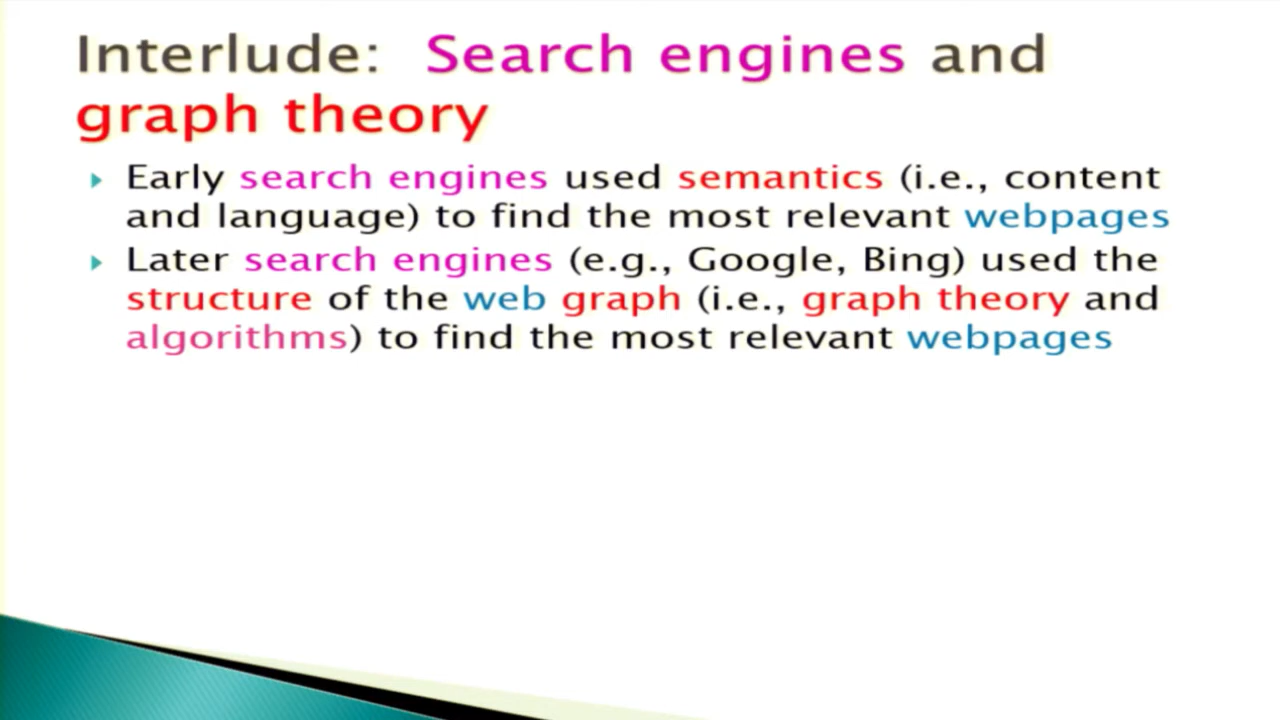 Interlude: Search engines and
graph theory
Early search engines used semantics (i.e., content
and language) to find the most relevant webpages
Later search engines (e.g., Google, Bing) used the
structure of the web graph (i.e., graph theory and
algorithms) to find the most relevant webpages